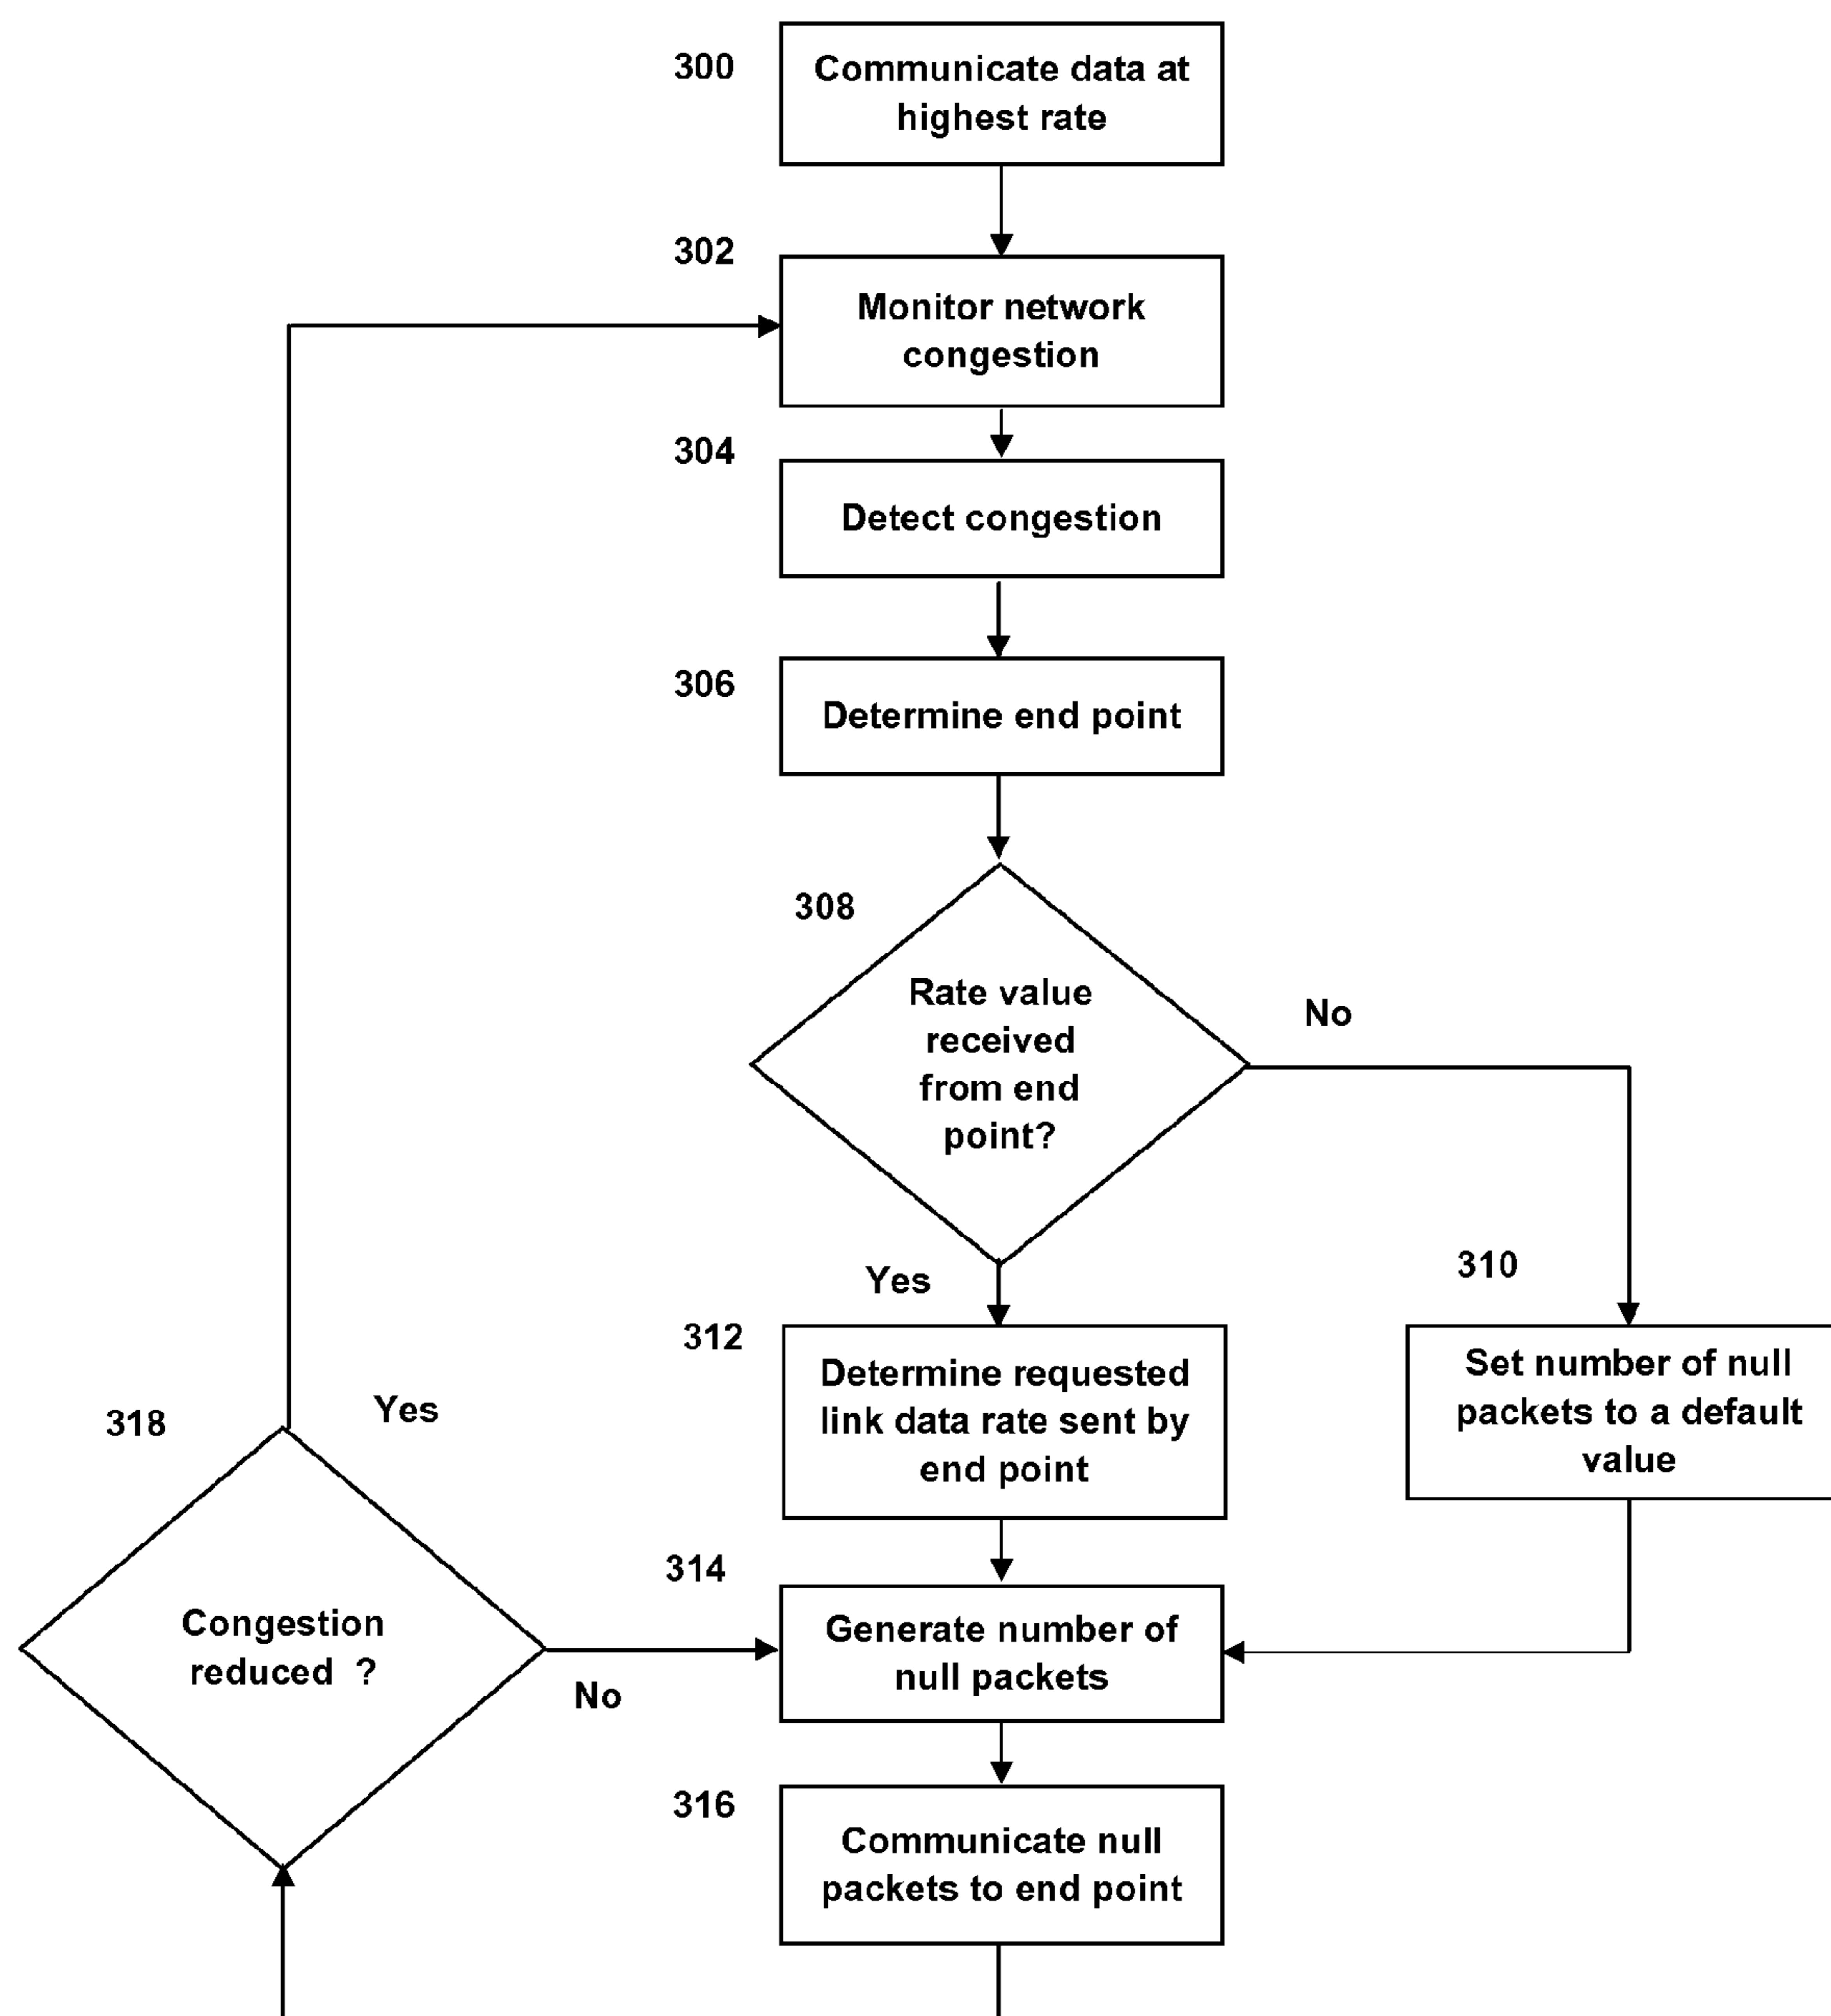 300
Communicate data at
highest rate
302
Monitor network
congestion
304
Detect congestion
306
Determine end point
308
Rate value
received
from end
point?
No
Yes
310
Set number of null
packets to a default
value
312
Determine requested
link data rate sent by
end point
318
Yes
Congestion
reduced ?
No
314
Generate number of
null packets
316
Communicate null
packets to end point